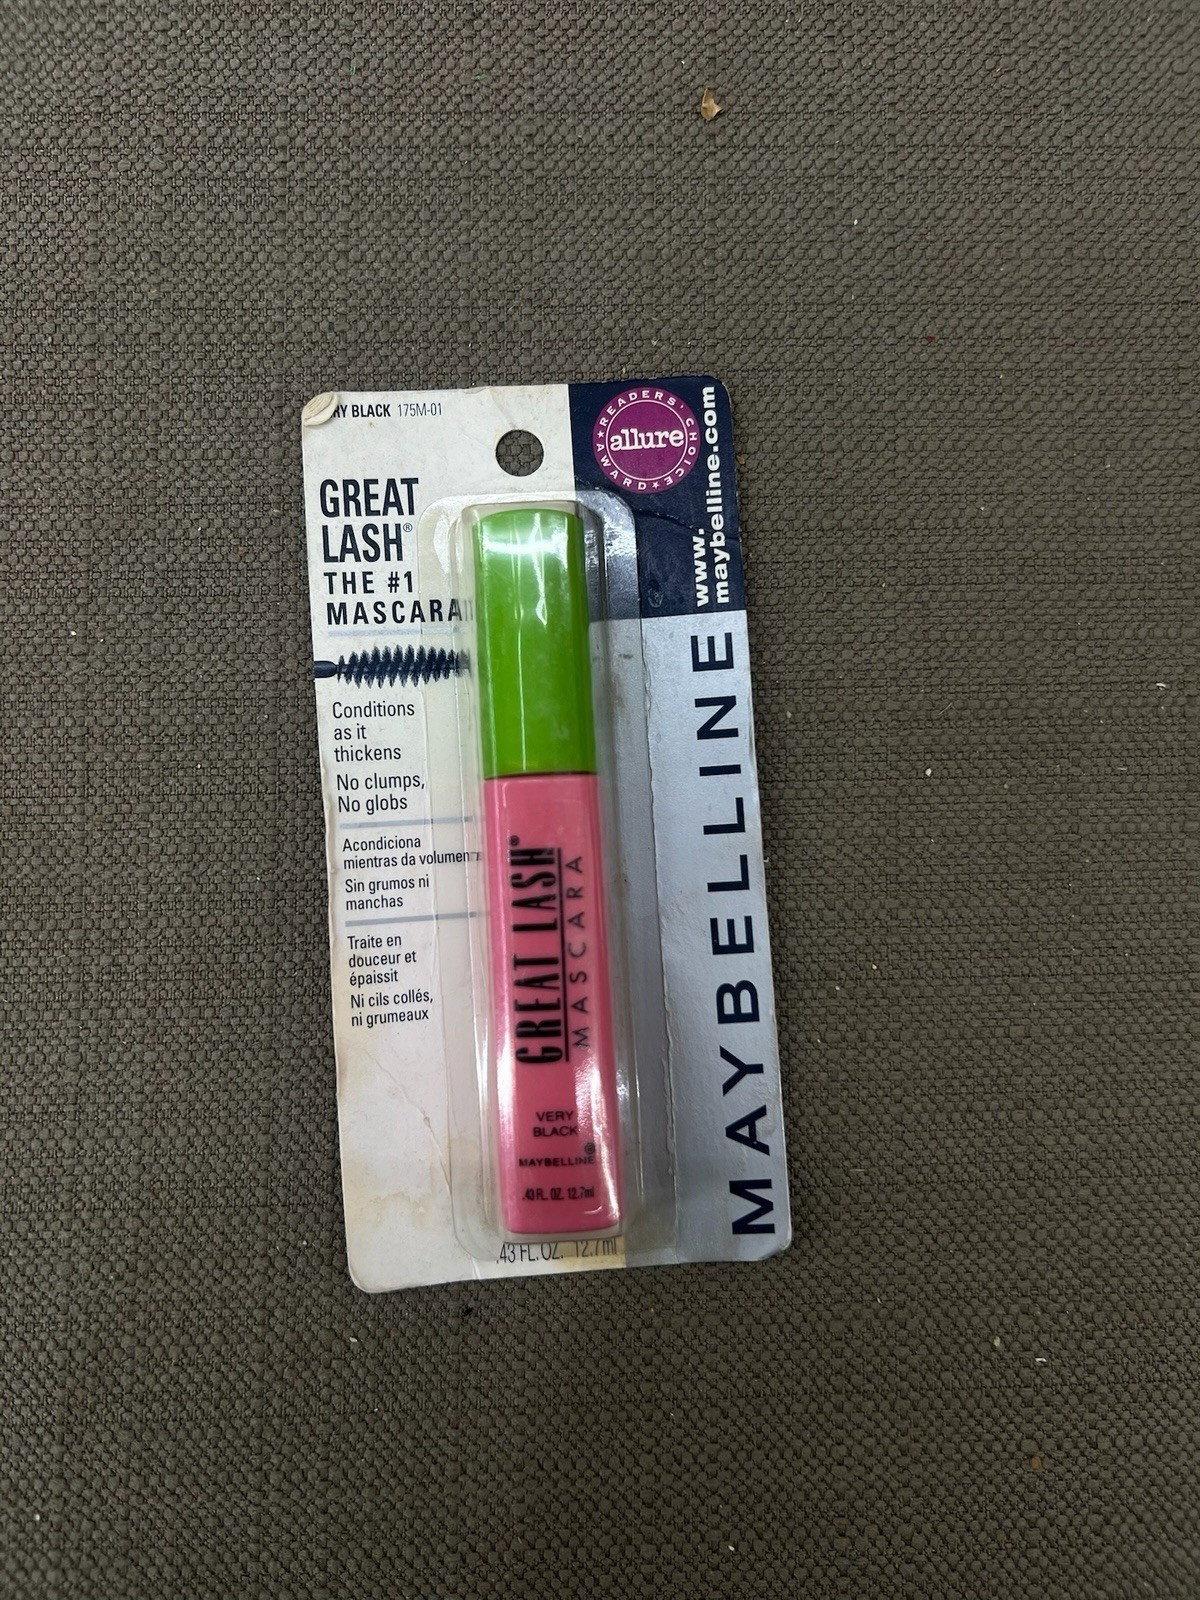 RY BLACK 175M-01
GREAT
LASH®
THE #1
MASCARA
Conditions
as it
thickens
No clumps,
No globs
Acondiciona
mientras da volumen
Sin grumos ni
manchas
Traite en
douceur et
épaissit
Ni cils collés,
ni grumeaux
READERS' CHOICE
allure
AWARD
www.
maybelline.com
MAYBELLINE
GREAT LASH®
MASCARA
VERY
BLACK
MAYBELLINE®
.43 FL. OZ. 12.7ml
.43 FL. OZ. 12.7ml